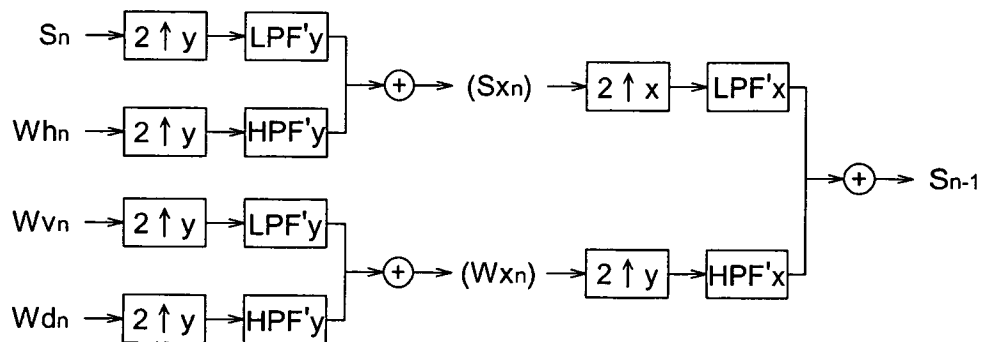 Sn 2 ↑ y LPF'y
+ (Sxn) 2 ↑ x LPF'x
Whn 2 ↑ y HPF'y
+ Sn-1
Wvn 2 ↑ y LPF'y
+ (Wxn) 2 ↑ y HPF'x
Wdn 2 ↑ y HPF'y